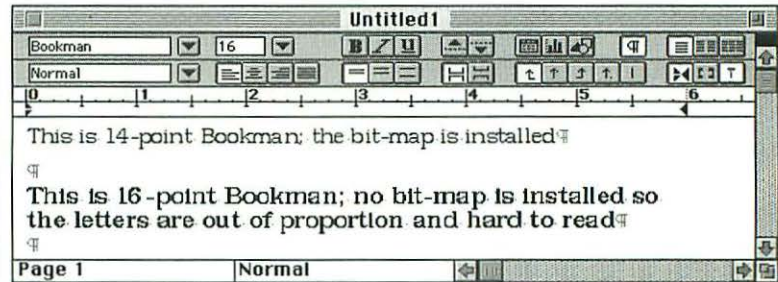 Untitled1
Bookman 16 B I U ¶
Normal
0 1 2 3 4 5 6
This is 14-point Bookman; the bit-map is installed¶
¶
This is 16-point Bookman; no bit-map is installed so
the letters are out of proportion and hard to read¶
¶
Page 1 Normal